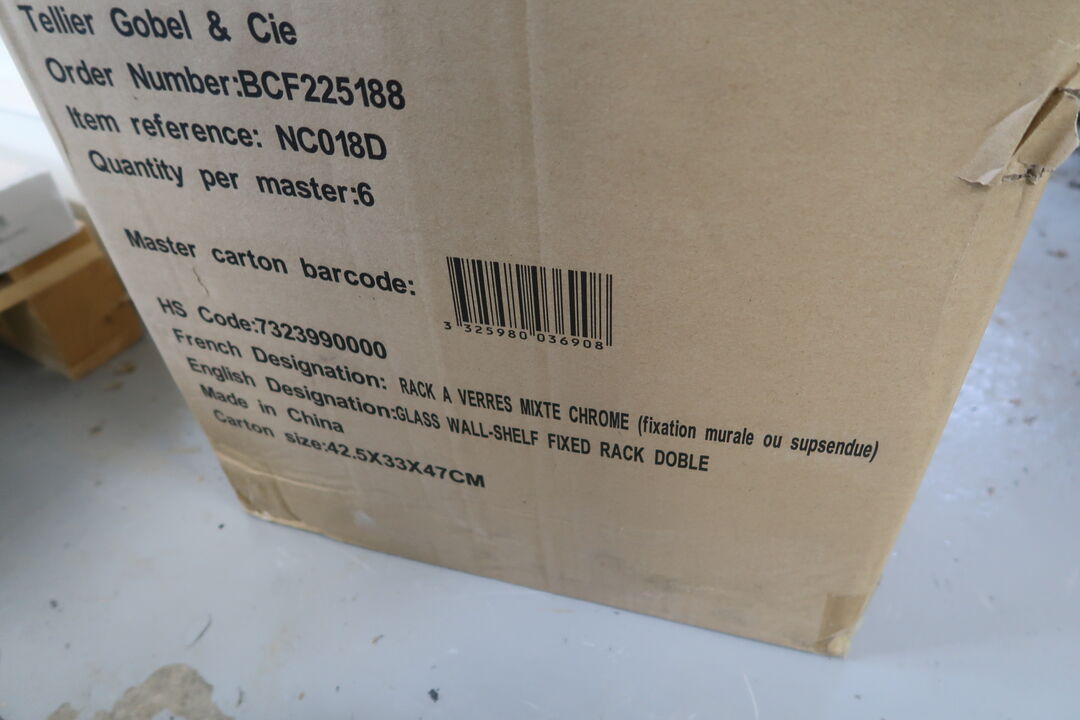 Tellier Gobel & Cie
Order Number:BCF225188
Item reference: NC018D
Quantity per master:6
Master carton barcode:
3 325980 036908
HS Code:7323990000
French Designation: RACK A VERRES MIXTE CHROME (fixation murale ou supsendue)
English Designation:GLASS WALL-SHELF FIXED RACK DOBLE
Made in China
Carton size:42.5X33X47CM